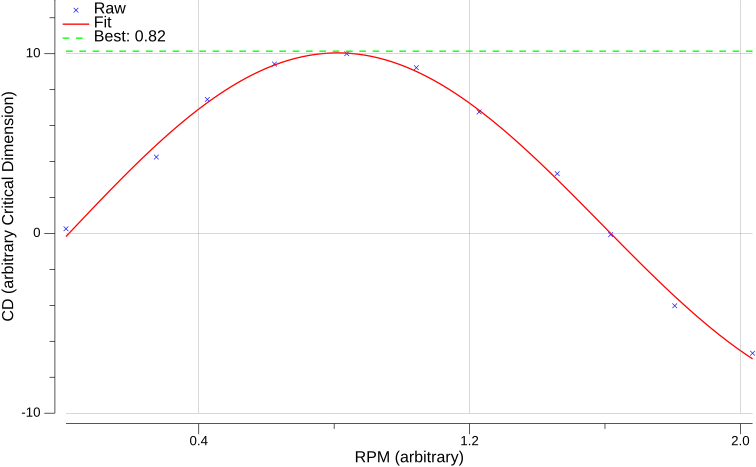 Raw
Fit
Best: 0.82
10
0
-10
CD (arbitrary Critical Dimension)
0.4
1.2
2.0
RPM (arbitrary)